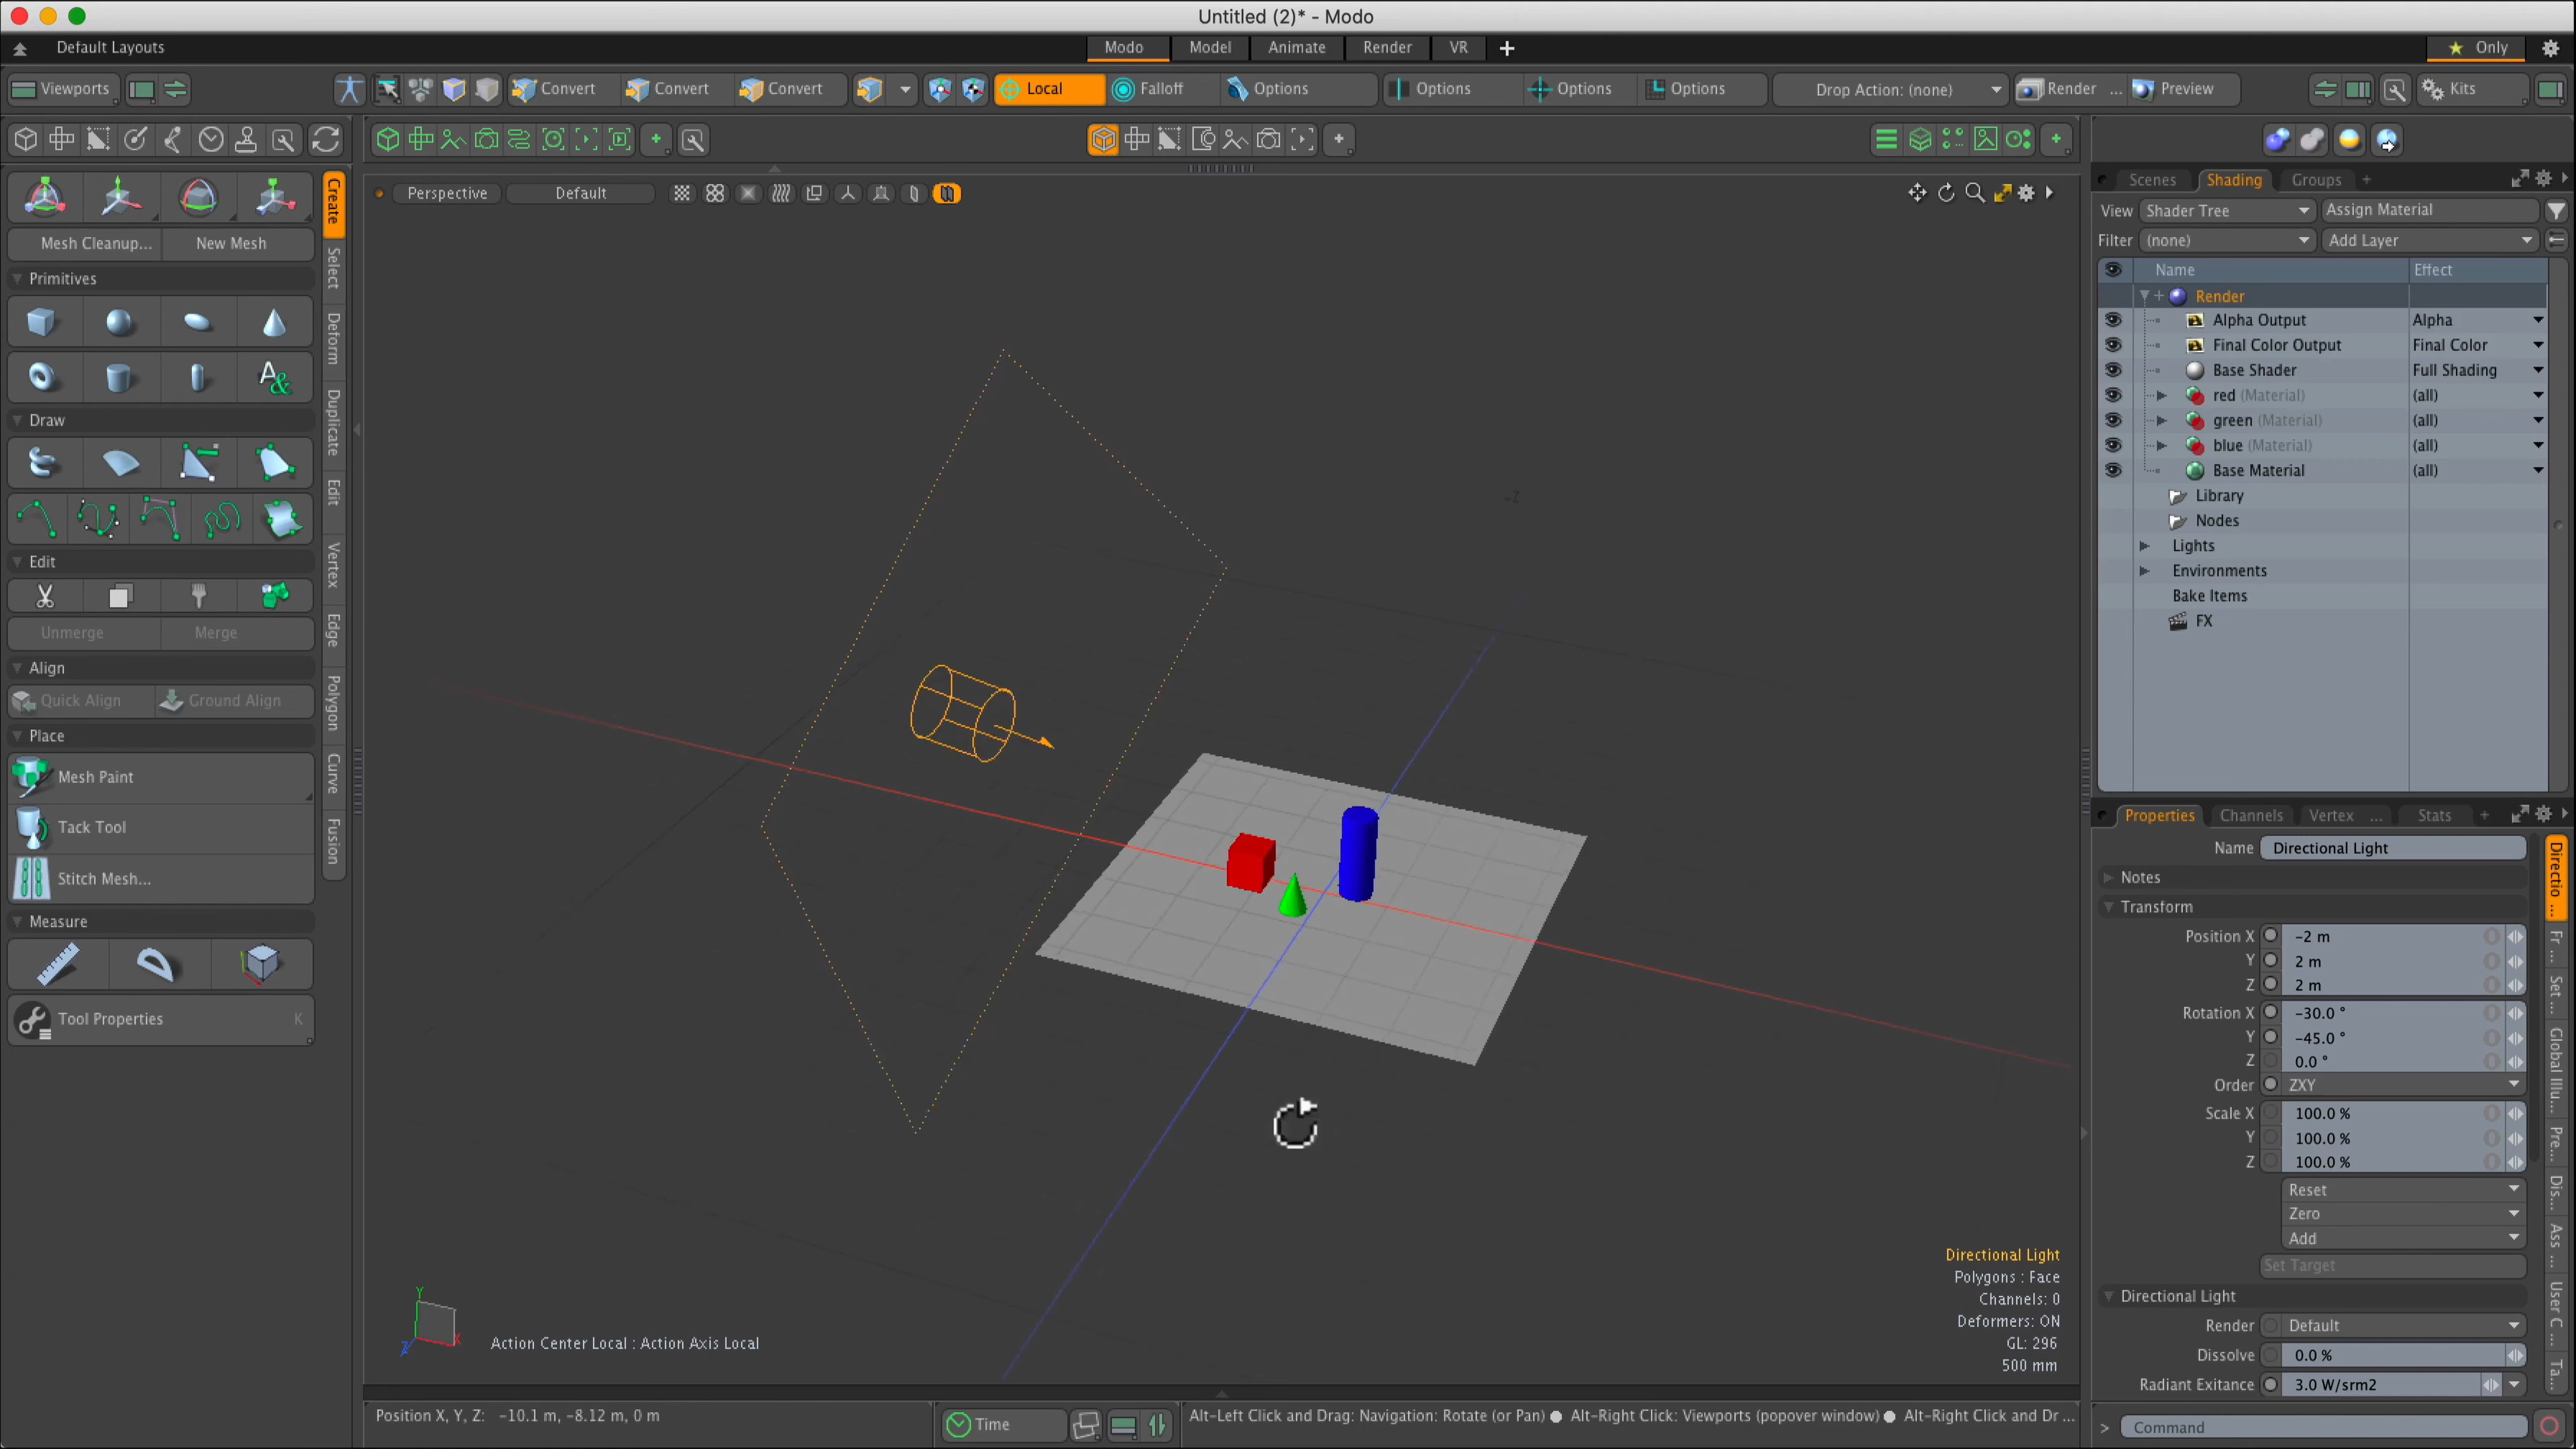 Untitled (2)* - Modo
Default Layouts
Modo Model Animate Render VR +
Only
Viewports
Convert Convert Convert Local Falloff Options Options Options Options Drop Action: (none) Render ... Preview Kits
Perspective Default
Scenes Shading Groups +
View Shader Tree Assign Material
Filter (none) Add Layer
Name Effect
Render
Alpha Output Alpha
Final Color Output Final Color
Base Shader Full Shading
red (Material) (all)
green (Material) (all)
blue (Material) (all)
Base Material (all)
Library
Nodes
Lights
Environments
Bake Items
FX
Mesh Cleanup... New Mesh
Primitives
Draw
Edit
Unmerge Merge
Align
Quick Align Ground Align
Place
Mesh Paint
Tack Tool
Stitch Mesh...
Measure
Tool Properties K
Create
Select
Deform
Duplicate
Edit
Vertex
Edge
Polygon
Curve
Fusion
-Z
Y
X
Z
Action Center Local : Action Axis Local
Directional Light
Polygons : Face
Channels: 0
Deformers: ON
GL: 296
500 mm
Properties Channels Vertex ... Stats +
Name Directional Light
Notes
Transform
Position X -2 m
Y 2 m
Z 2 m
Rotation X -30.0 °
Y -45.0 °
Z 0.0 °
Order ZXY
Scale X 100.0 %
Y 100.0 %
Z 100.0 %
Reset
Zero
Add
Set Target
Directional Light
Render Default
Dissolve 0.0 %
Radiant Exitance 3.0 W/srm2
Directio ...
Fr ...
Set ...
Global Illu...
Pre...
Dis...
Ass ...
User C ...
Ta...
Position X, Y, Z: -10.1 m, -8.12 m, 0 m
Time
Alt-Left Click and Drag: Navigation: Rotate (or Pan) ● Alt-Right Click: Viewports (popover window) ● Alt-Right Click and Dr ...
> Command